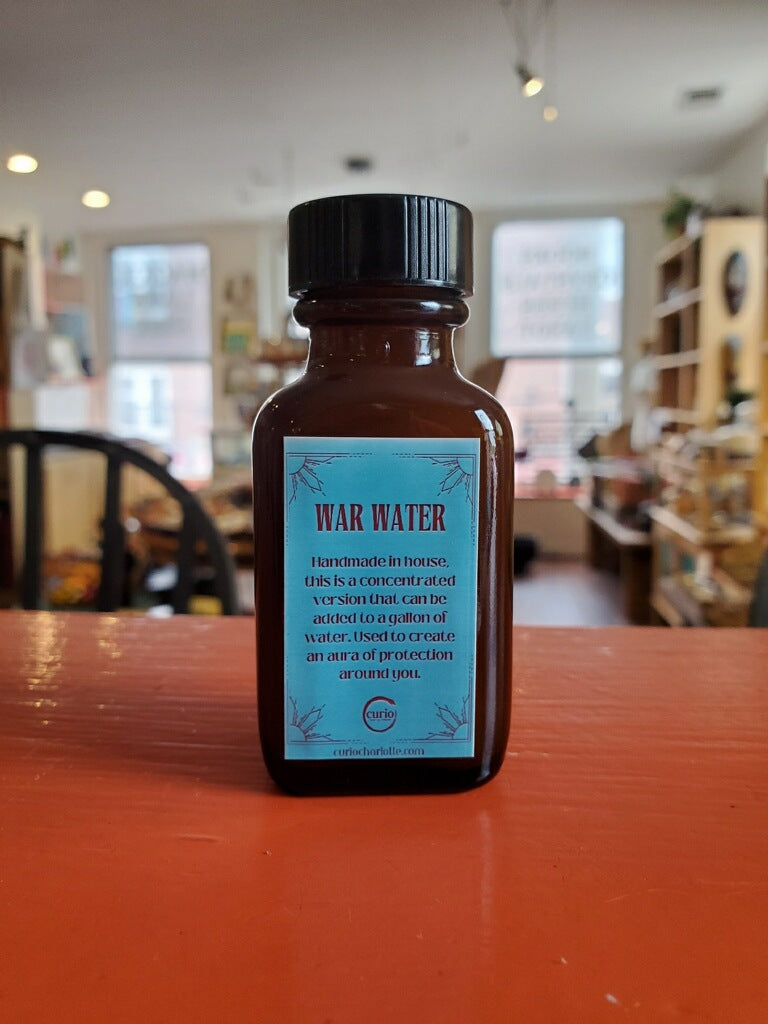 WAR WATER
Handmade in house,
this is a concentrated
version that can be
added to a gallon of
water. Used to create
an aura of protection
around you.
curio
curiocharlotte.com